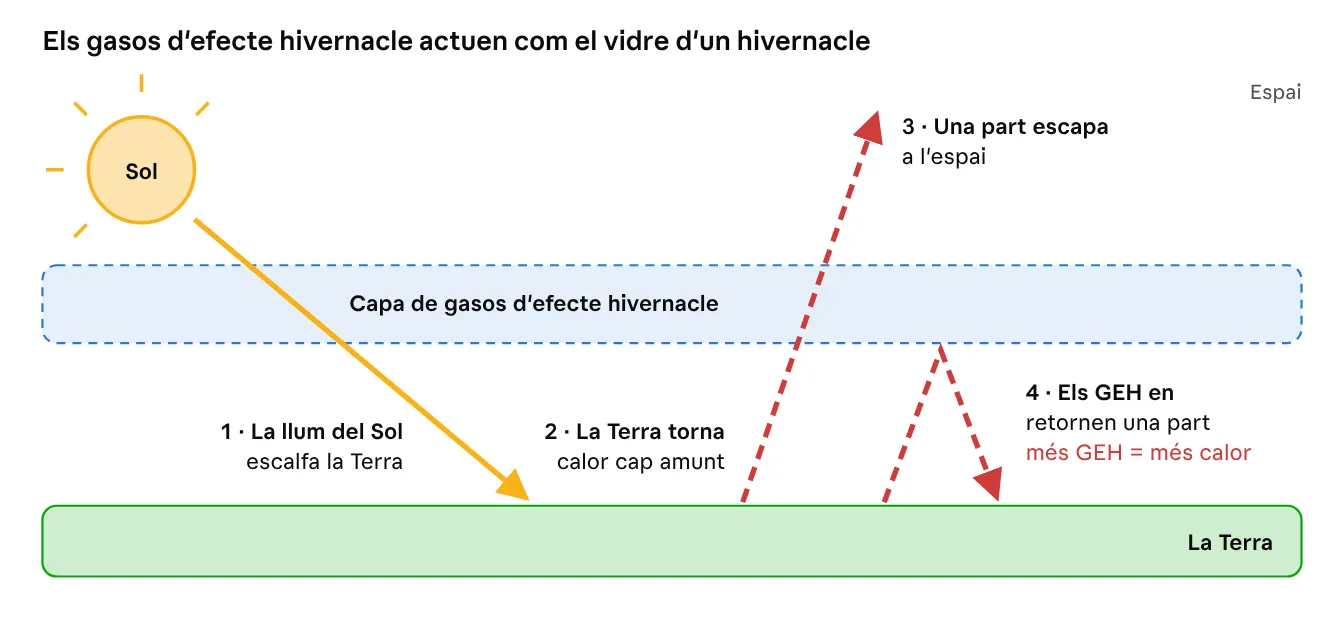 Els gasos d'efecte hivernacle actuen com el vidre d'un hivernacle
Espai
Sol
3 · Una part escapa
a l'espai
Capa de gasos d'efecte hivernacle
1 · La llum del Sol
escalfa la Terra
2 · La Terra torna
calor cap amunt
4 · Els GEH en
retornen una part
més GEH = més calor
La Terra